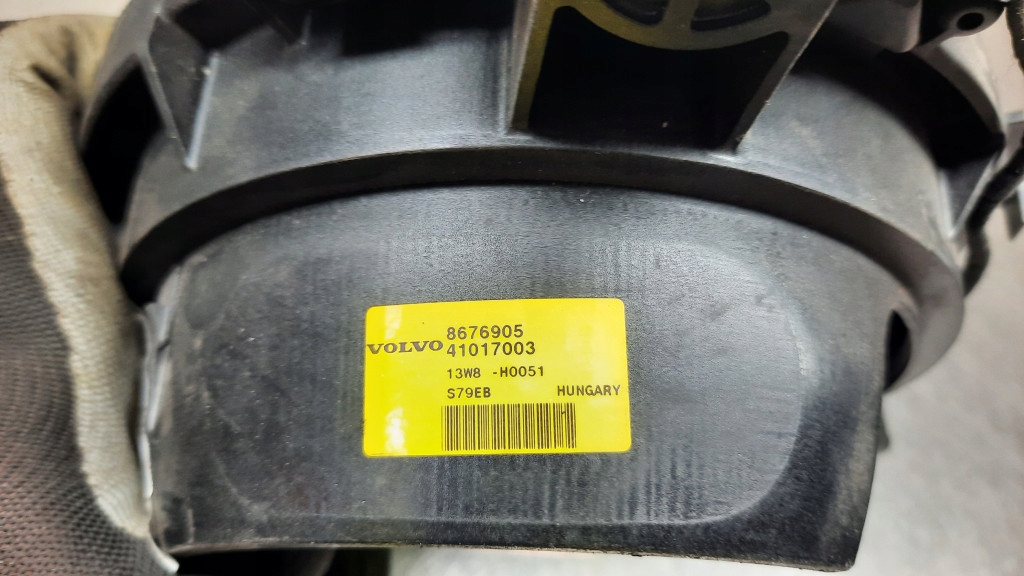 8676905
VOLVO 41017003
13W8 -H0051
S79EB HUNGARY